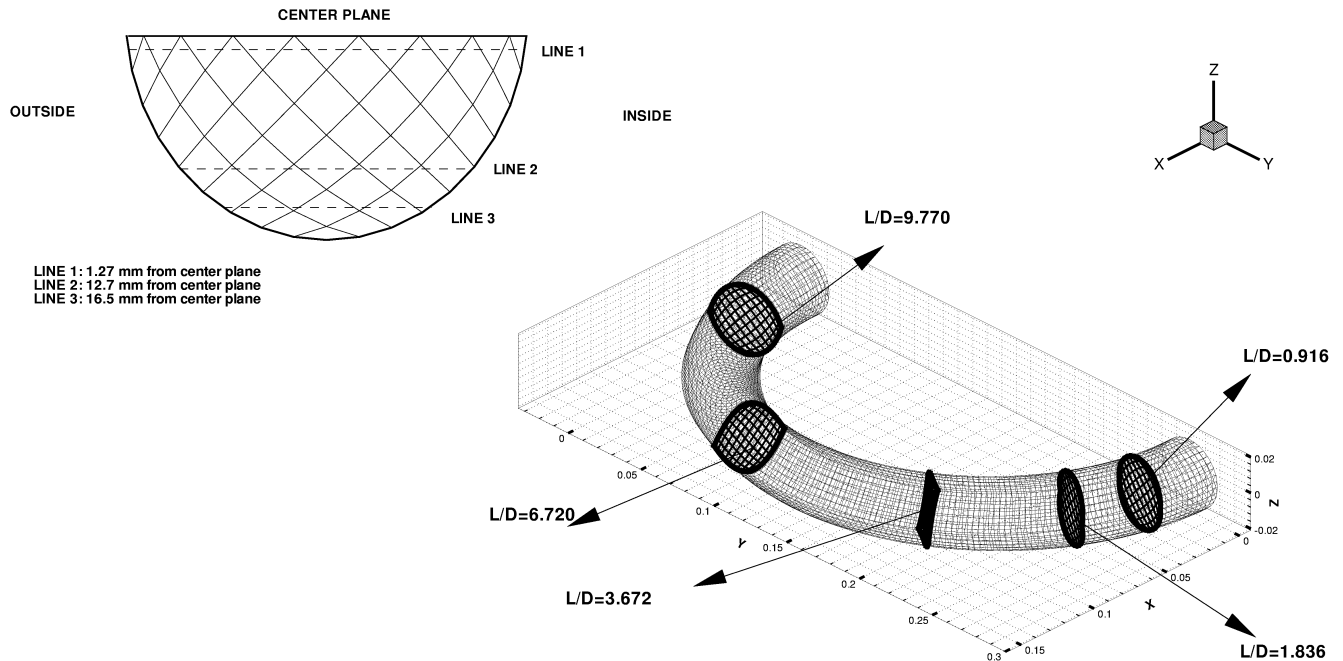 CENTER PLANE
LINE 1
OUTSIDE
INSIDE
LINE 2
LINE 3
LINE 1: 1.27 mm from center plane
LINE 2: 12.7 mm from center plane
LINE 3: 16.5 mm from center plane
Z
X
Y
L/D=9.770
L/D=0.916
L/D=6.720
L/D=3.672
L/D=1.836
0
0.05
0.1
0.15
0.2
0.25
0.3
Y
0.15
0.1
0.05
0
X
0.02
0
-0.02
Z